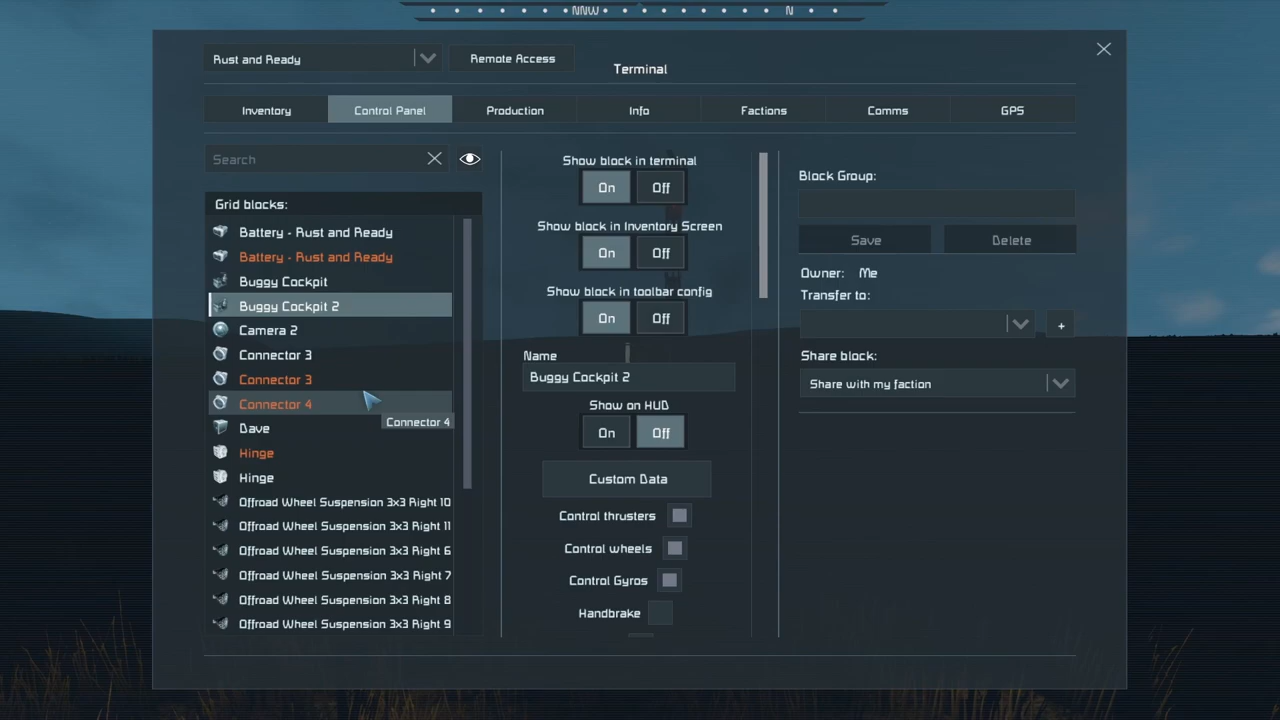 NNW N
Rust and Ready
Remote Access
Terminal
Inventory
Control Panel
Production
Info
Factions
Comms
GPS
Search
Grid blocks:
Battery - Rust and Ready
Battery - Rust and Ready
Buggy Cockpit
Buggy Cockpit 2
Camera 2
Connector 3
Connector 3
Connector 4
Connector 4
Dave
Hinge
Hinge
Offroad Wheel Suspension 3x3 Right 10
Offroad Wheel Suspension 3x3 Right 11
Offroad Wheel Suspension 3x3 Right 6
Offroad Wheel Suspension 3x3 Right 7
Offroad Wheel Suspension 3x3 Right 8
Offroad Wheel Suspension 3x3 Right 9
Show block in terminal
On Off
Show block in Inventory Screen
On Off
Show block in toolbar config
On Off
Name
Buggy Cockpit 2
Show on HUD
On Off
Custom Data
Control thrusters
Control wheels
Control Gyros
Handbrake
Block Group:
Save
Delete
Owner: Me
Transfer to:
+
Share block:
Share with my faction